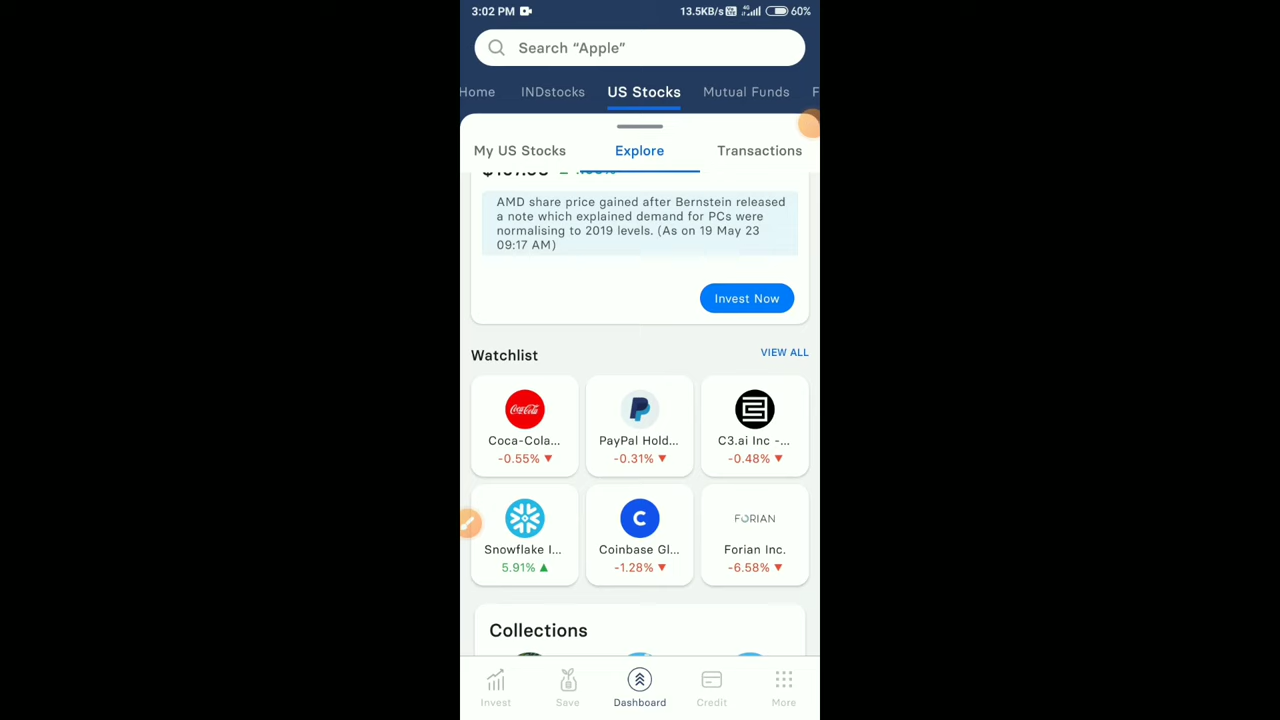 3:02 PM 13.5KB/s 4G 60%
Search “Apple”
Home INDstocks US Stocks Mutual Funds F
My US Stocks Explore Transactions
AMD share price gained after Bernstein released
a note which explained demand for PCs were
normalising to 2019 levels. (As on 19 May 23
09:17 AM)
Invest Now
Watchlist VIEW ALL
Coca-Cola... PayPal Hold... C3.ai Inc -...
-0.55% ▼ -0.31% ▼ -0.48% ▼
FORIAN
Snowflake I... Coinbase Gl... Forian Inc.
5.91% ▲ -1.28% ▼ -6.58% ▼
Collections
Invest Save Dashboard Credit More